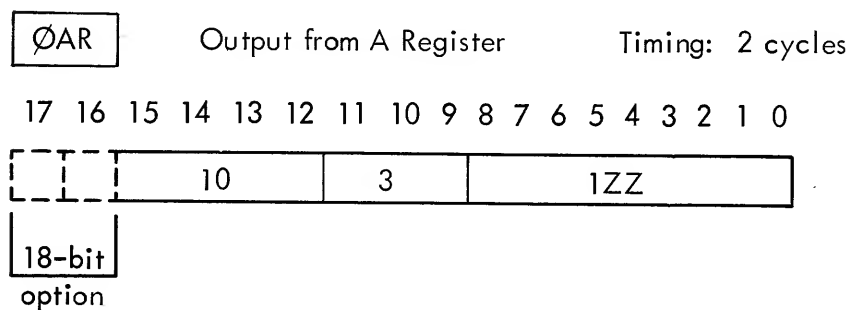 ØAR Output from A Register Timing: 2 cycles
17 16 15 14 13 12 11 10 9 8 7 6 5 4 3 2 1 0
10 3 1ZZ
18-bit
option